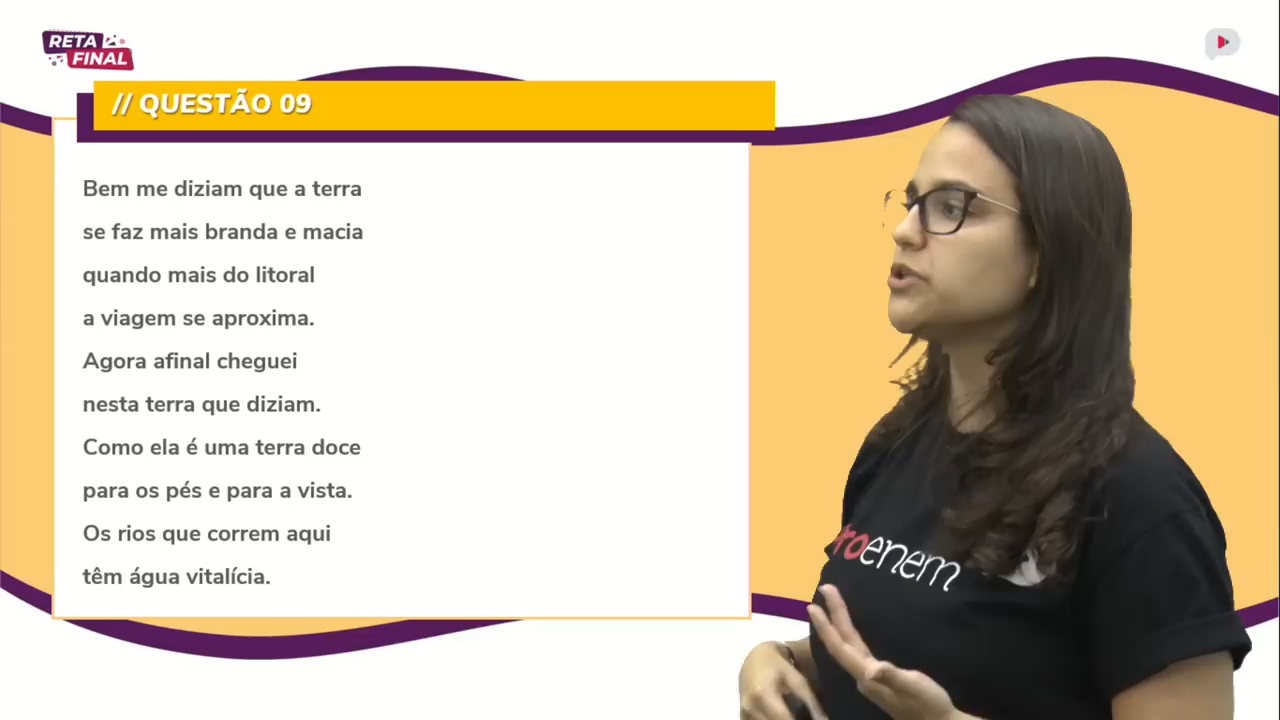 RETA
FINAL
// QUESTÃO 09
Bem me diziam que a terra
se faz mais branda e macia
quando mais do litoral
a viagem se aproxima.
Agora afinal cheguei
nesta terra que diziam.
Como ela é uma terra doce
para os pés e para a vista.
Os rios que correm aqui
têm água vitalícia.
roenem